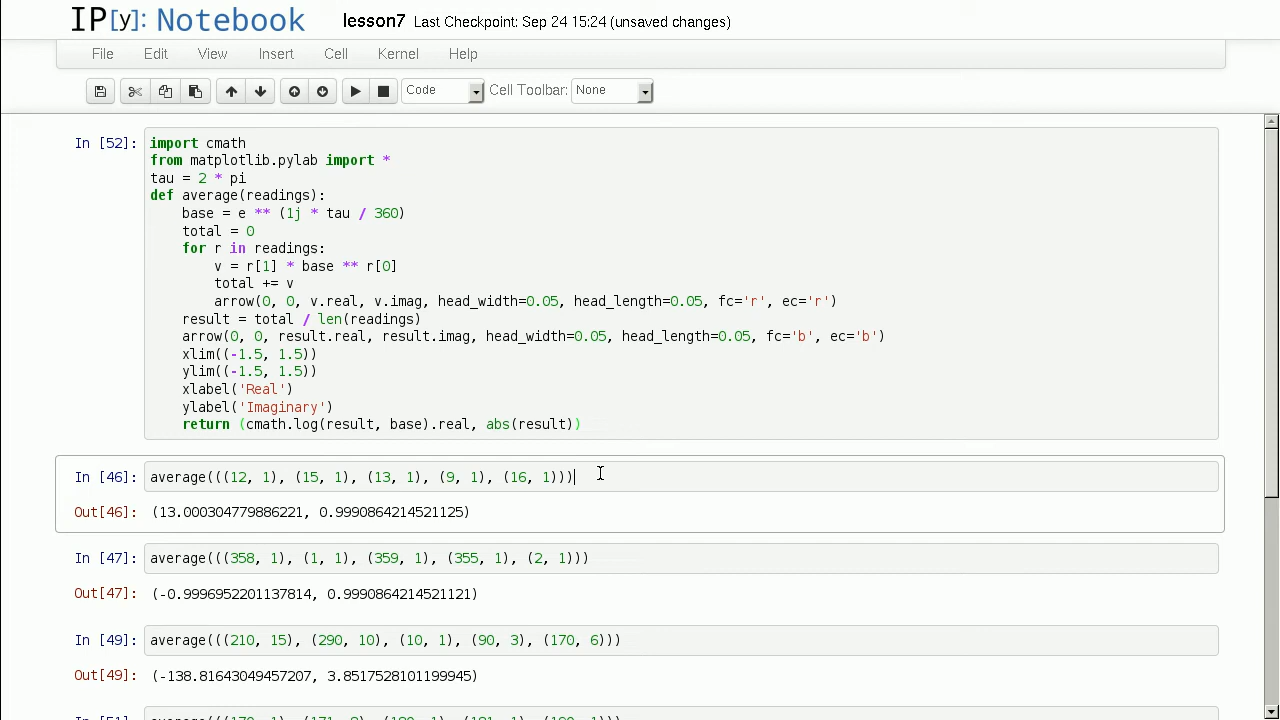 IP[y]: Notebook lesson7 Last Checkpoint: Sep 24 15:24 (unsaved changes)
File Edit View Insert Cell Kernel Help
Code Cell Toolbar: None
In [52]: import cmath
from matplotlib.pylab import *
tau = 2 * pi
def average(readings):
base = e ** (1j * tau / 360)
total = 0
for r in readings:
v = r[1] * base ** r[0]
total += v
arrow(0, 0, v.real, v.imag, head_width=0.05, head_length=0.05, fc='r', ec='r')
result = total / len(readings)
arrow(0, 0, result.real, result.imag, head_width=0.05, head_length=0.05, fc='b', ec='b')
xlim((-1.5, 1.5))
ylim((-1.5, 1.5))
xlabel('Real')
ylabel('Imaginary')
return (cmath.log(result, base).real, abs(result))
In [46]: average(((12, 1), (15, 1), (13, 1), (9, 1), (16, 1)))
Out[46]: (13.000304779886221, 0.9990864214521125)
In [47]: average(((358, 1), (1, 1), (359, 1), (355, 1), (2, 1)))
Out[47]: (-0.9996952201137814, 0.9990864214521121)
In [49]: average(((210, 15), (290, 10), (10, 1), (90, 3), (170, 6)))
Out[49]: (-138.81643049457207, 3.8517528101199945)